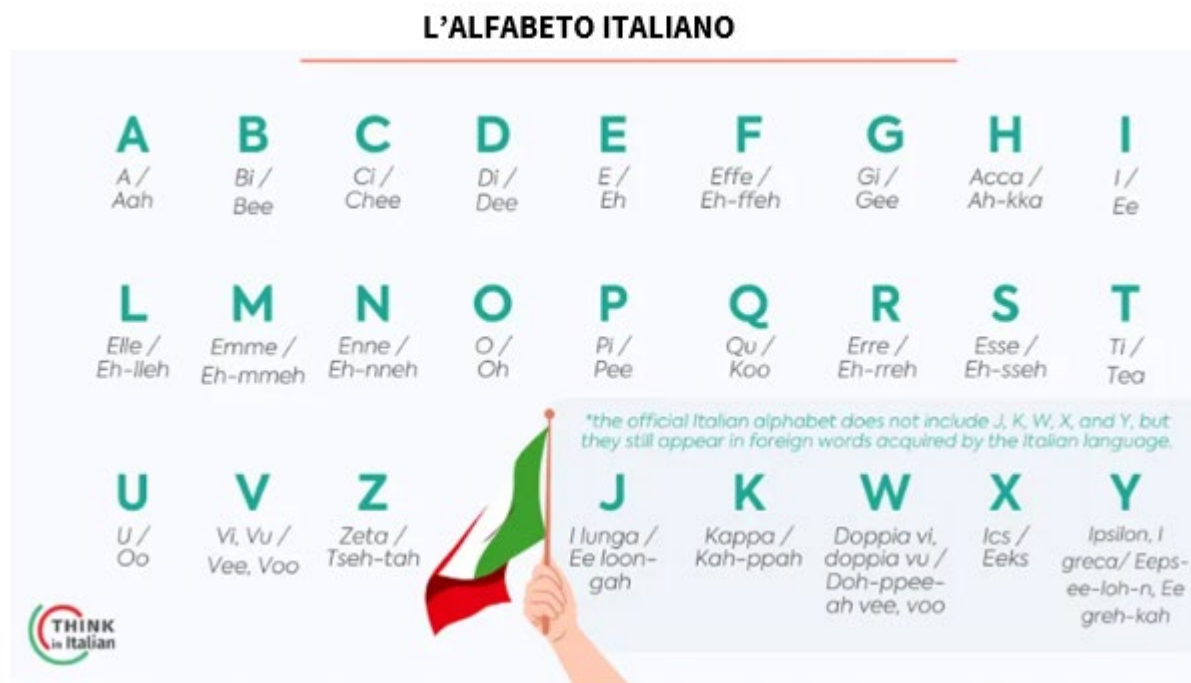 L'ALFABETO ITALIANO
A B C D E F G H I
A / Bi / Ci / Di / E / Effe / Gi / Acca / I /
Aah Bee Chee Dee Eh Eh-ffeh Gee Ah-kka Ee
L M N O P Q R S T
Elle / Emme / Enne / O / Pi / Qu / Erre / Esse / Ti /
Eh-lleh Eh-mmeh Eh-nneh Oh Pee Koo Eh-rreh Eh-sseh Tea
*the official Italian alphabet does not include J, K, W, X, and Y, but
they still appear in foreign words acquired by the Italian language.
U V Z J K W X Y
U / Vi, Vu / Zeta / I lunga / Kappa / Doppia vi, Ics / Ipsilon, I
Oo Vee, Voo Tseh-tah Ee loon- Kah-ppah doppia vu / Eeks greca/ Eeps-
gah Doh-ppee- ee-loh-n, Ee
ah vee, voo greh-kah
THINK
in Italian